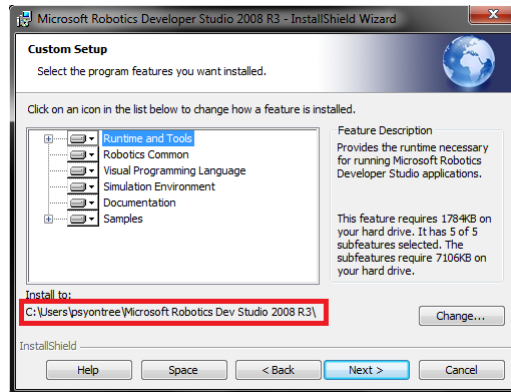 Microsoft Robotics Developer Studio 2008 R3 - InstallShield Wizard
Custom Setup
Select the program features you want installed.
Click on an icon in the list below to change how a feature is installed.
Runtime and Tools
Robotics Common
Visual Programming Language
Simulation Environment
Documentation
Samples
Feature Description
Provides the runtime necessary
for running Microsoft Robotics
Developer Studio applications.
This feature requires 1784KB on
your hard drive. It has 5 of 5
subfeatures selected. The
subfeatures require 7106KB on
your hard drive.
Install to:
C:\Users\psyontree\Microsoft Robotics Dev Studio 2008 R3\
Change...
InstallShield
Help
Space
< Back
Next >
Cancel